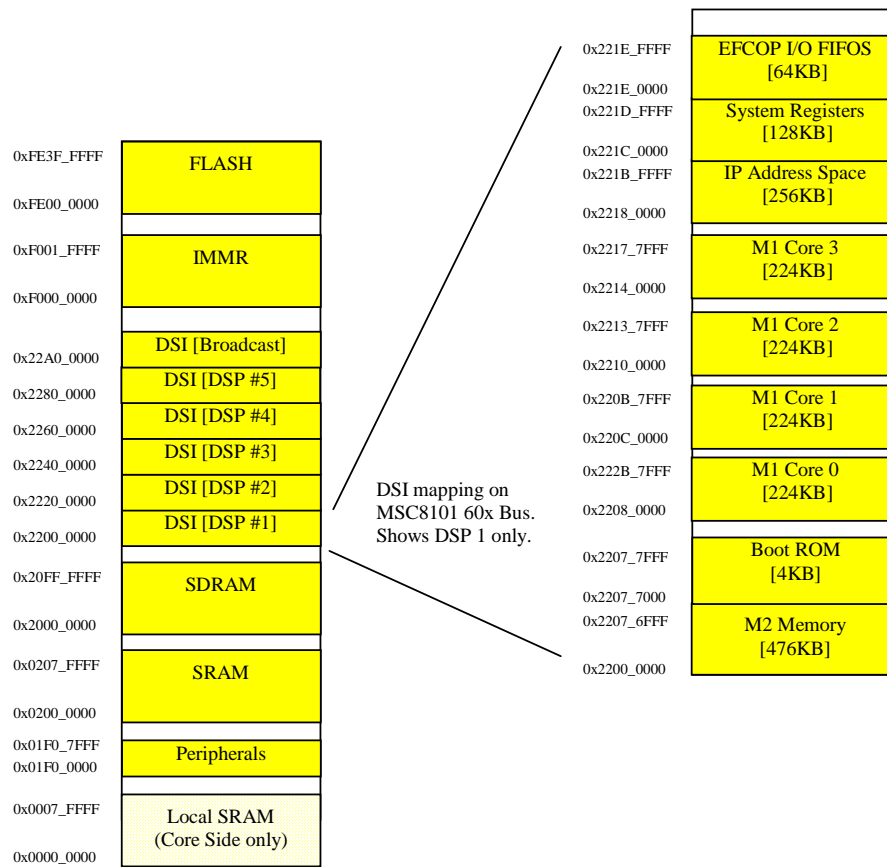 0xFE3F_FFFF
FLASH
0xFE00_0000
0xF001_FFFF
IMMR
0xF000_0000
DSI [Broadcast]
0x22A0_0000
DSI [DSP #5]
0x2280_0000
DSI [DSP #4]
0x2260_0000
DSI [DSP #3]
0x2240_0000
DSI [DSP #2]
0x2220_0000
DSI [DSP #1]
0x2200_0000
0x20FF_FFFF
SDRAM
0x2000_0000
0x0207_FFFF
SRAM
0x0200_0000
0x01F0_7FFF
Peripherals
0x01F0_0000
0x0007_FFFF
Local SRAM
(Core Side only)
0x0000_0000
DSI mapping on
MSC8101 60x Bus.
Shows DSP 1 only.
0x221E_FFFF
EFCOP I/O FIFOS
[64KB]
0x221E_0000
0x221D_FFFF
System Registers
[128KB]
0x221C_0000
0x221B_FFFF
IP Address Space
[256KB]
0x2218_0000
0x2217_7FFF
M1 Core 3
[224KB]
0x2214_0000
0x2213_7FFF
M1 Core 2
[224KB]
0x2210_0000
0x220B_7FFF
M1 Core 1
[224KB]
0x220C_0000
0x222B_7FFF
M1 Core 0
[224KB]
0x2208_0000
0x2207_7FFF
Boot ROM
[4KB]
0x2207_7000
0x2207_6FFF
M2 Memory
[476KB]
0x2200_0000